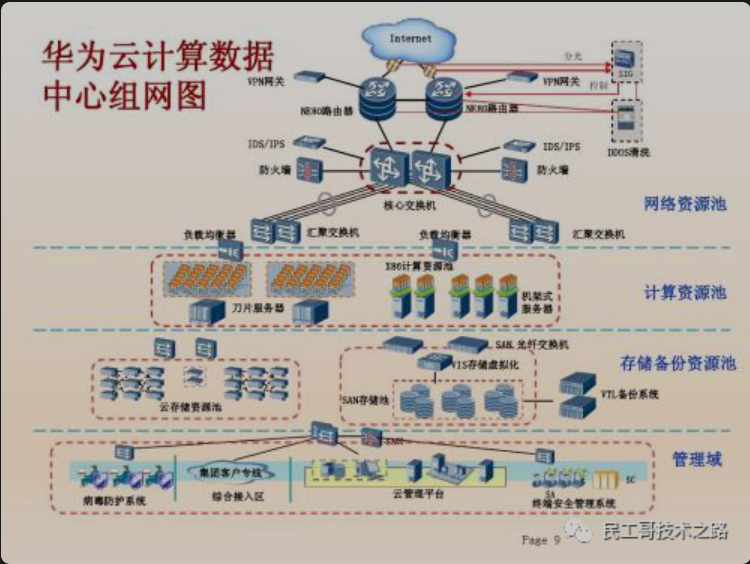 华为云计算数据
中心组网图
Internet
分光
SIG
VPN网关
VPN网关
控制
NE80路由器
NE80路由器
DDOS清洗
IDS/IPS
IDS/IPS
防火墙
防火墙
核心交换机
网络资源池
负载均衡器
汇聚交换机
负载均衡器
汇聚交换机
X86计算资源池
计算资源池
刀片服务器
机架式
服务器
SAN光纤交换机
VIS存储虚拟化
存储备份资源池
SAN存储池
VTL备份系统
云存储资源池
管理域
集团客户专线
SA
SC
病毒防护系统
综合接入区
云管理平台
终端安全管理系统
Page 9
民工哥技术之路